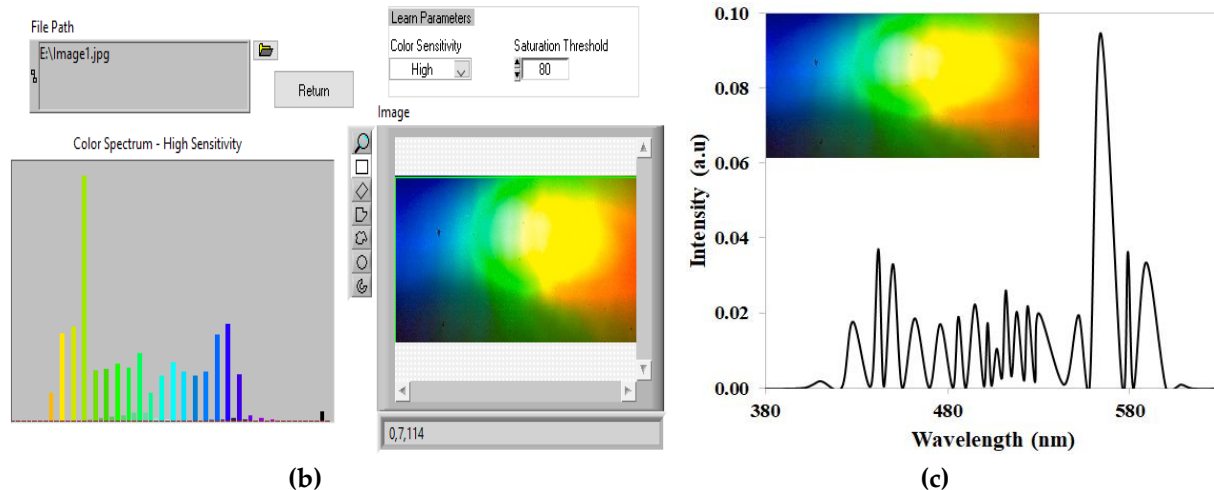 File Path
E:\Image1.jpg
Return
Learn Parameters
Color Sensitivity
High
Saturation Threshold
80
Color Spectrum - High Sensitivity
Image
0,7,114
(b)
0.10
0.08
0.06
0.04
0.02
0.00
Intensity (a.u)
380 480 580
Wavelength (nm)
(c)